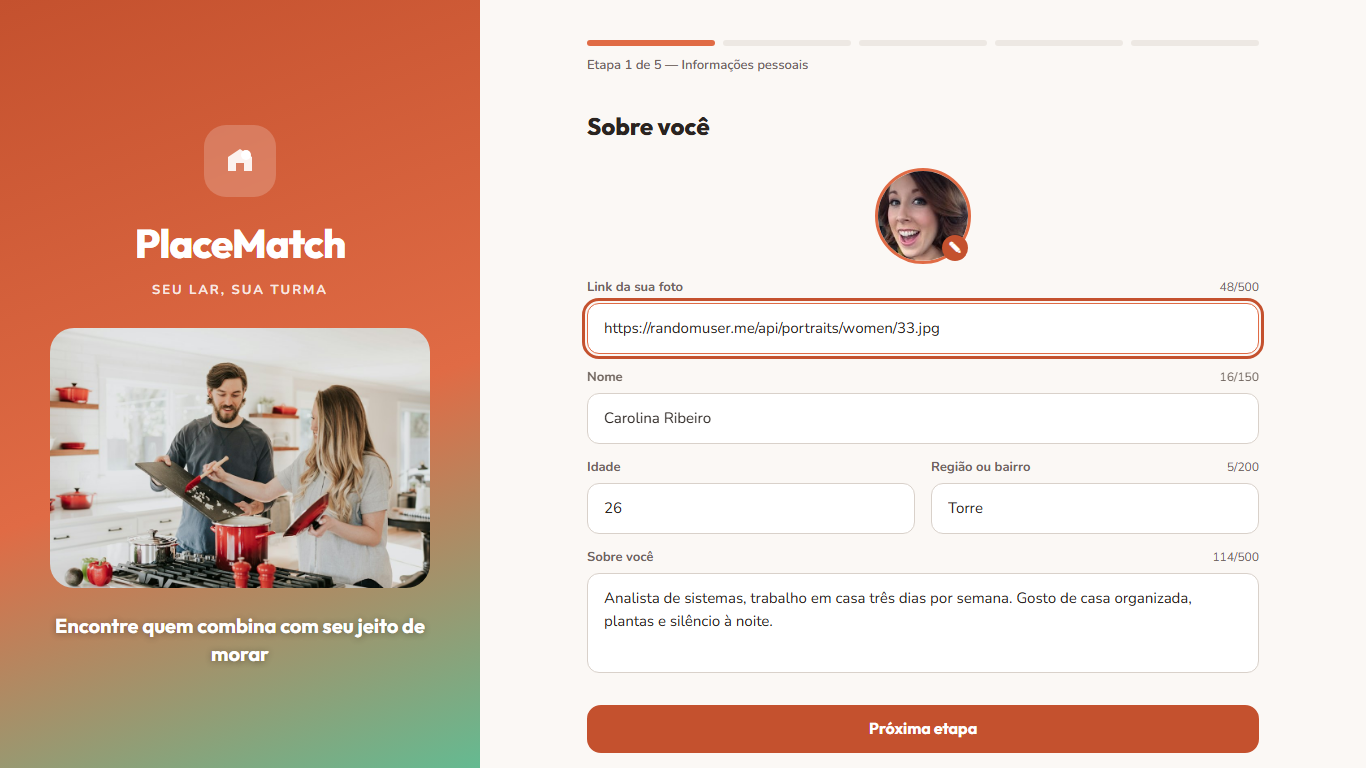 PlaceMatch
SEU LAR, SUA TURMA
Encontre quem combina com seu jeito de
morar
Etapa 1 de 5 — Informações pessoais
Sobre você
Link da sua foto 48/500
https://randomuser.me/api/portraits/women/33.jpg
Nome 16/150
Carolina Ribeiro
Idade
26
Região ou bairro 5/200
Torre
Sobre você 114/500
Analista de sistemas, trabalho em casa três dias por semana. Gosto de casa organizada,
plantas e silêncio à noite.
Próxima etapa